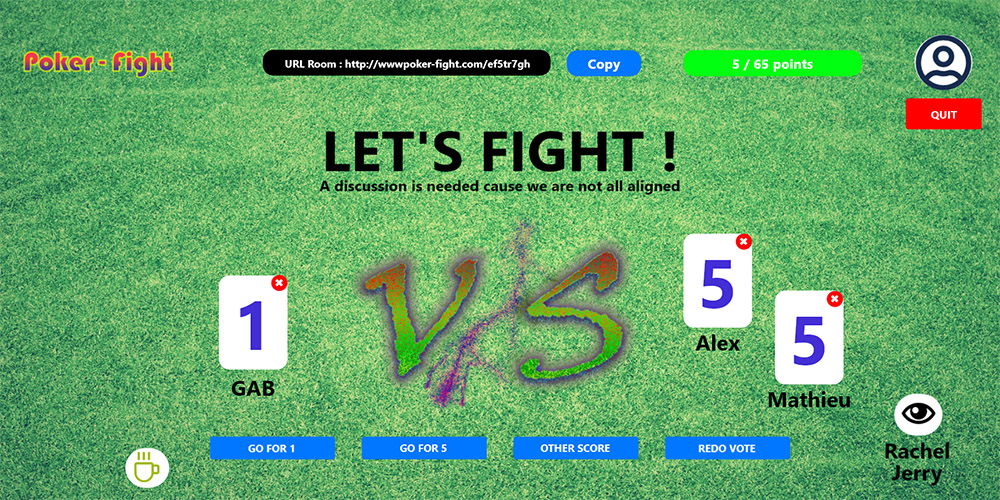 Poker - Fight
URL Room : http://wwwpoker-fight.com/ef5tr7gh
Copy
5 / 65 points
QUIT
LET'S FIGHT !
A discussion is needed cause we are not all aligned
VS
1
GAB
5
Alex
5
Mathieu
GO FOR 1
GO FOR 5
OTHER SCORE
REDO VOTE
Rachel
Jerry